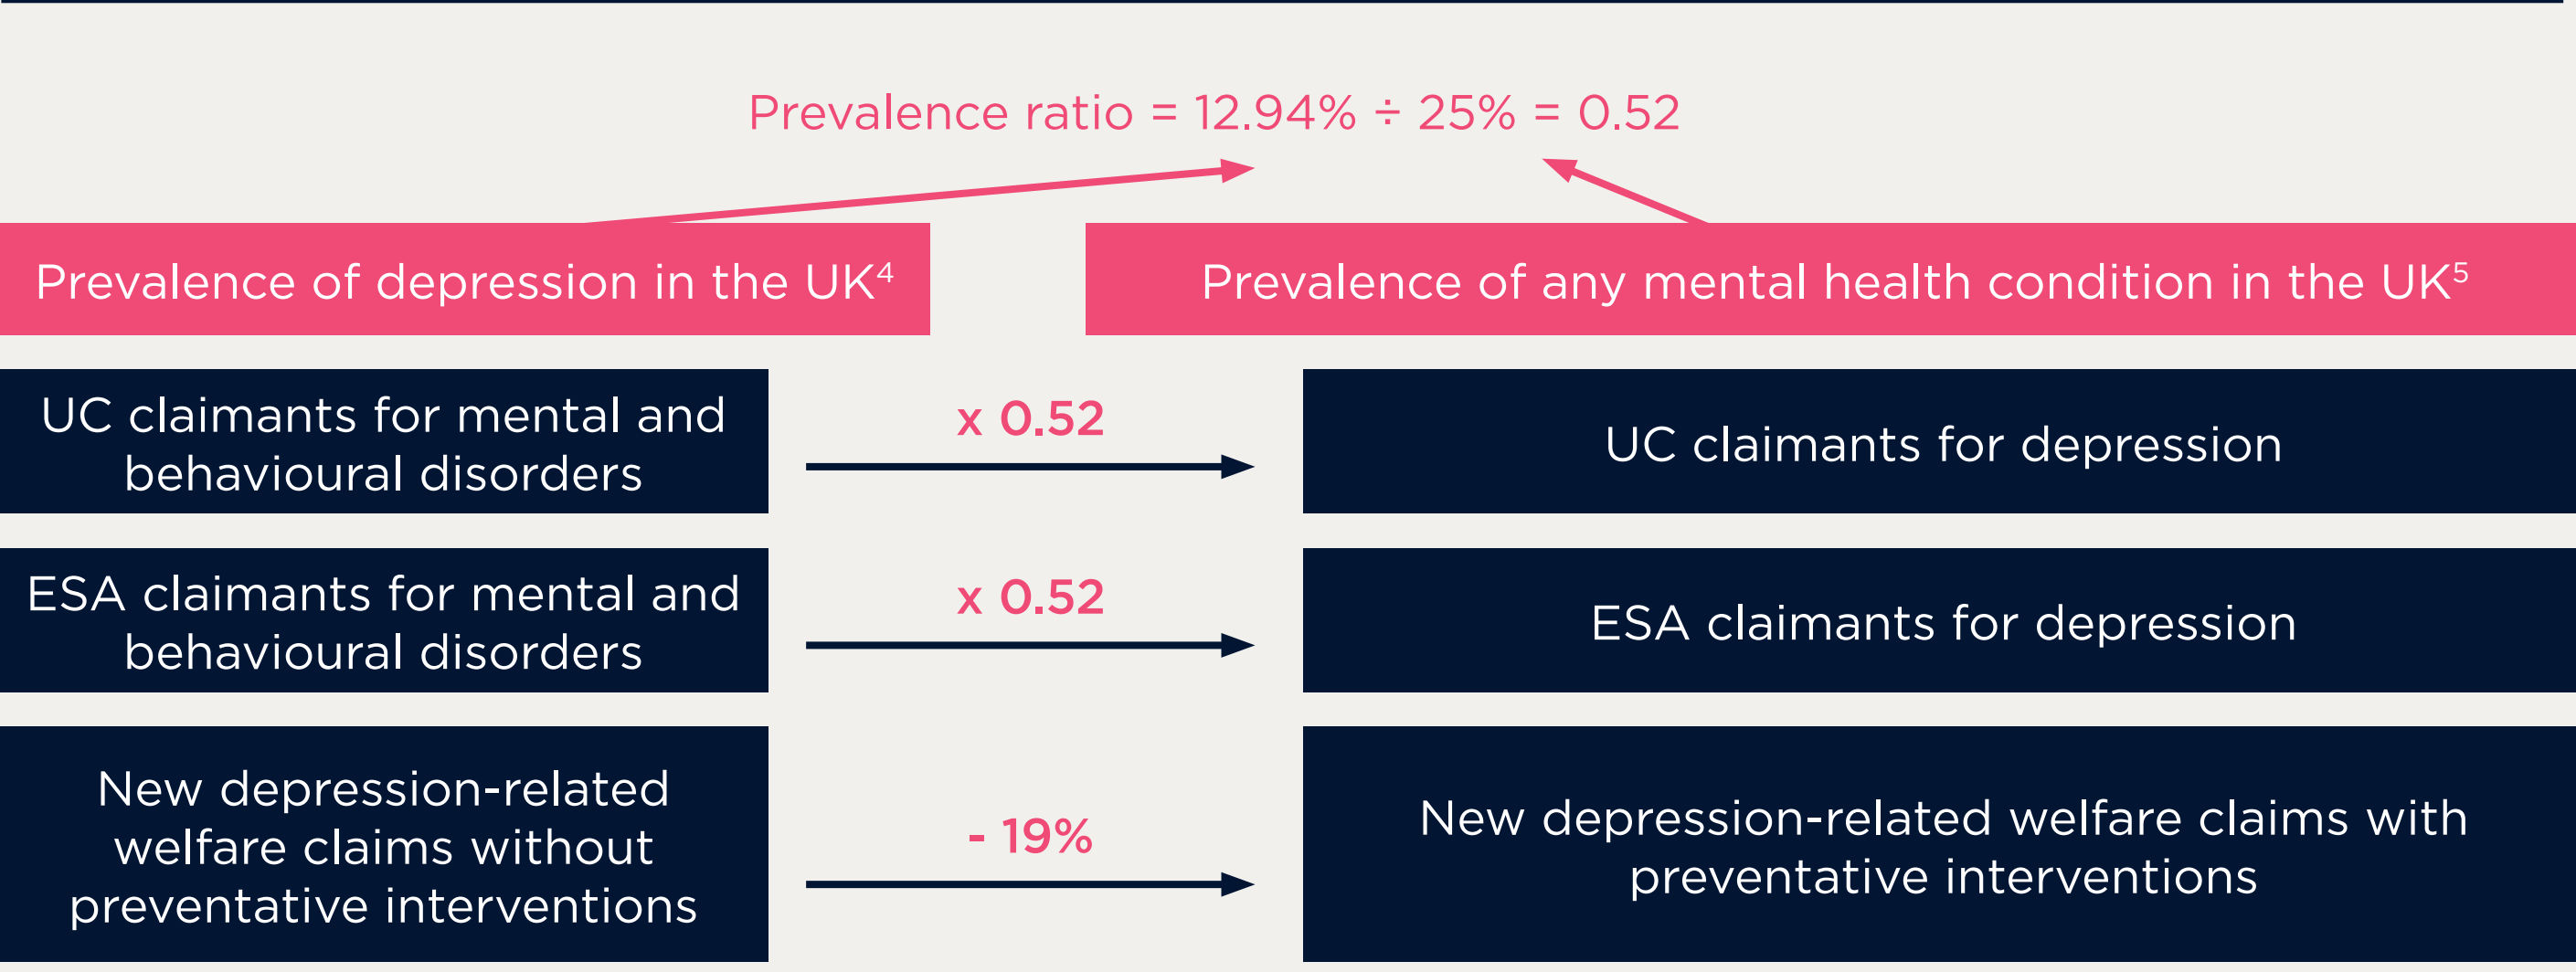 Prevalence ratio = 12.94% ÷ 25% = 0.52
Prevalence of depression in the UK⁴
Prevalence of any mental health condition in the UK⁵
UC claimants for mental and
behavioural disorders
x 0.52
UC claimants for depression
ESA claimants for mental and
behavioural disorders
x 0.52
ESA claimants for depression
New depression-related
welfare claims without
preventative interventions
- 19%
New depression-related welfare claims with
preventative interventions